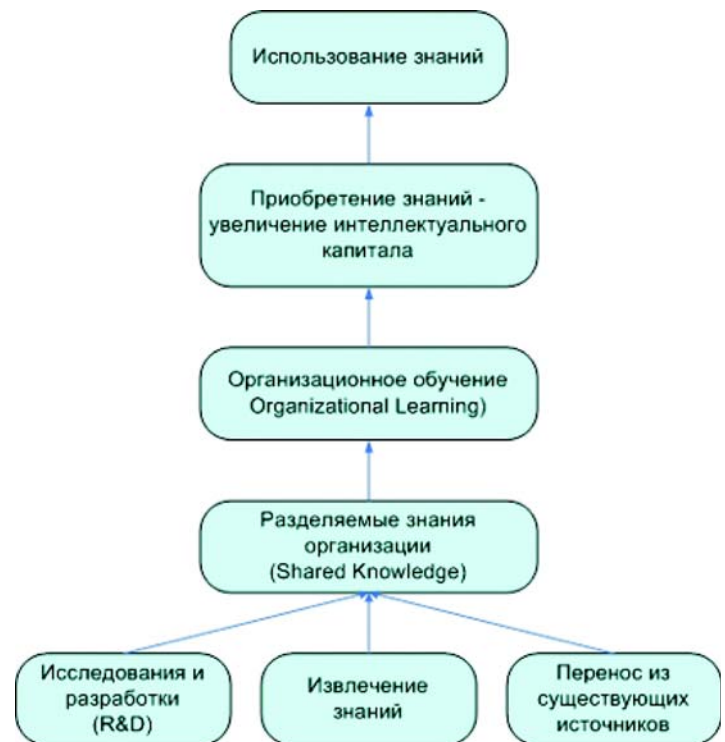 Использование знаний
Приобретение знаний -
увеличение интеллектуального
капитала
Организационное обучение
Organizational Learning)
Разделяемые знания
организации
(Shared Knowledge)
Исследования и
разработки
(R&D)
Извлечение
знаний
Перенос из
существующих
источников